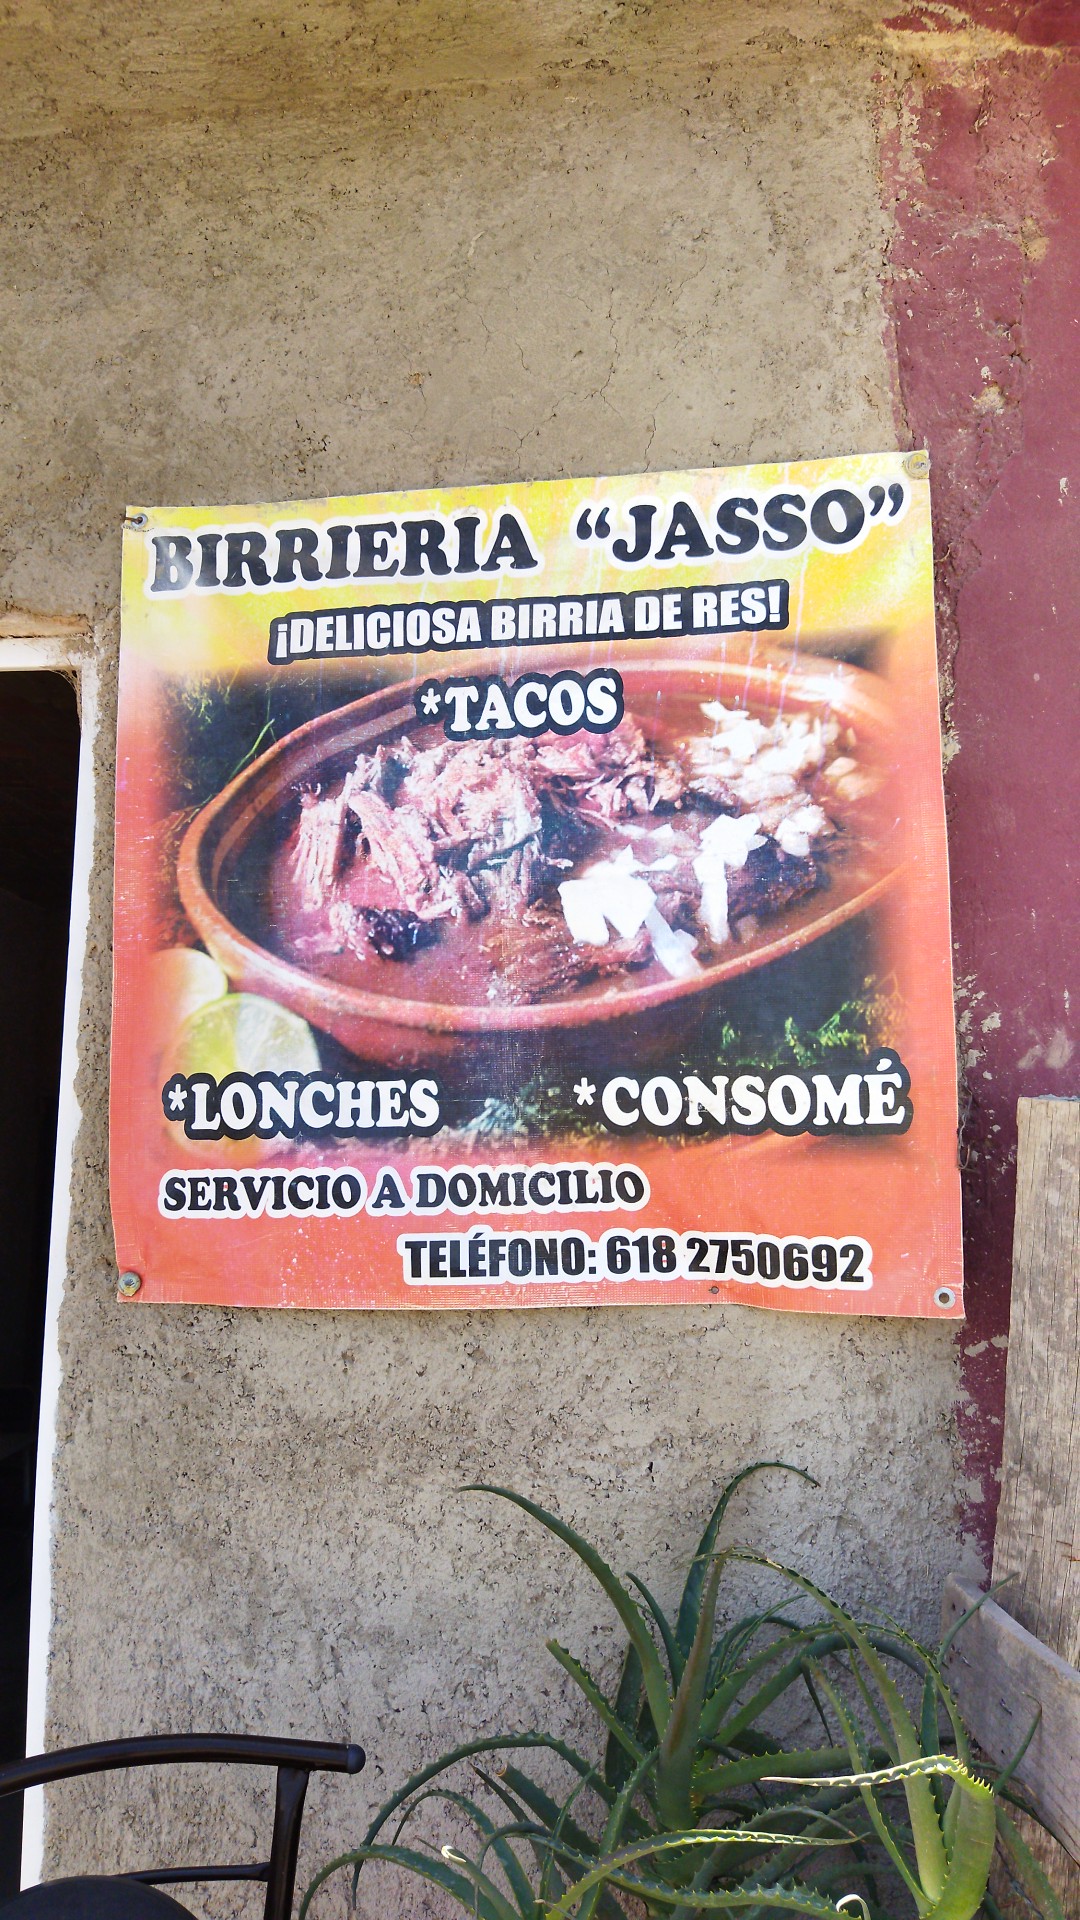 BIRRIERIA “JASSO”
¡DELICIOSA BIRRIA DE RES!
*TACOS
*LONCHES *CONSOMÉ
SERVICIO A DOMICILIO
TELÉFONO: 618 2750692